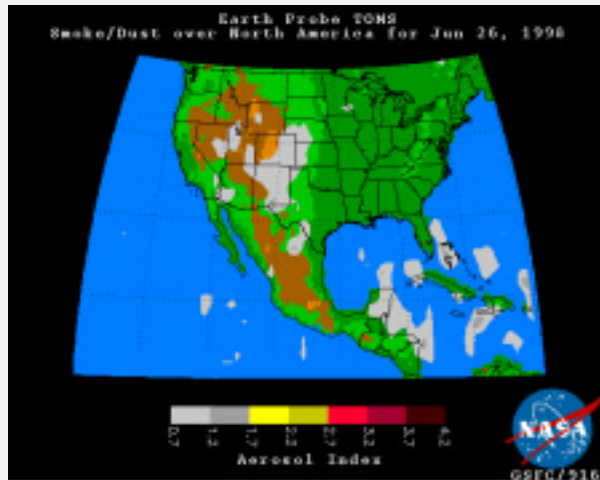 Earth Probe TOMS
Smoke/Dust over North America for Jun 26, 1998
0.7 1.2 1.7 2.2 2.7 3.2 3.7 4.2
Aerosol Index
NASA
GSFC/916